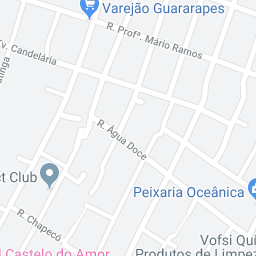 Varejão Guararapes
R. Profª. Mário Ramos
v. Candelária
R. Água Doce
ct Club
Peixaria Oceânica
R. Chapecó
l Castelo do Amor
Vofsi Quí
Produtos de Limpez